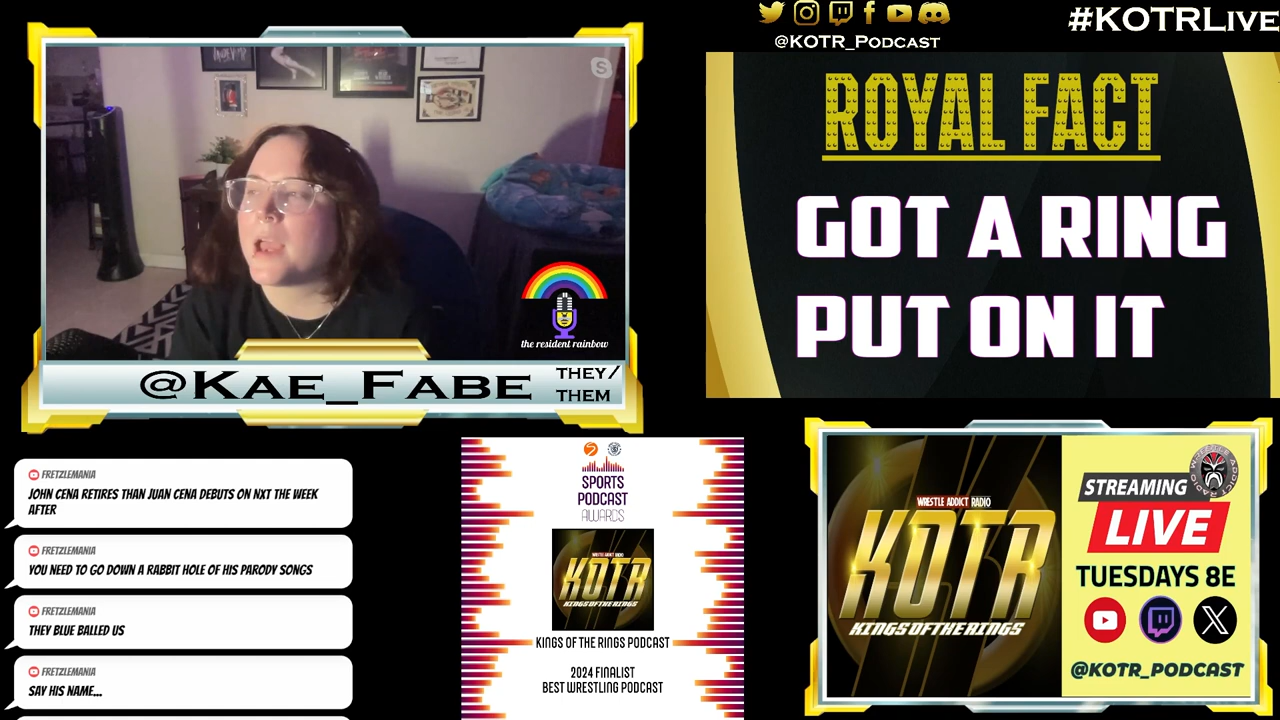 @KOTR_PODCAST
#KOTRLIVE
ROYAL FACT
GOT A RING
PUT ON IT
the resident rainbow
@KAE_FABE
THEY/
THEM
FRETZLEMANIA
JOHN CENA RETIRES THAN JUAN CENA DEBUTS ON NXT THE WEEK
AFTER
FRETZLEMANIA
YOU NEED TO GO DOWN A RABBIT HOLE OF HIS PARODY SONGS
FRETZLEMANIA
THEY BLUE BALLED US
FRETZLEMANIA
SAY HIS NAME...
SPORTS
PODCAST
AWARDS
WRESTLE ADDICT RADIO
KOTR
KINGS OF THE RINGS
KINGS OF THE RINGS PODCAST
2024 FINALIST
BEST WRESTLING PODCAST
WRESTLE ADDICT RADIO
KOTR
KINGS OF THE RINGS
WRESTLE ADDICT RADIO
STREAMING
LIVE
TUESDAYS 8E
@KOTR_PODCAST